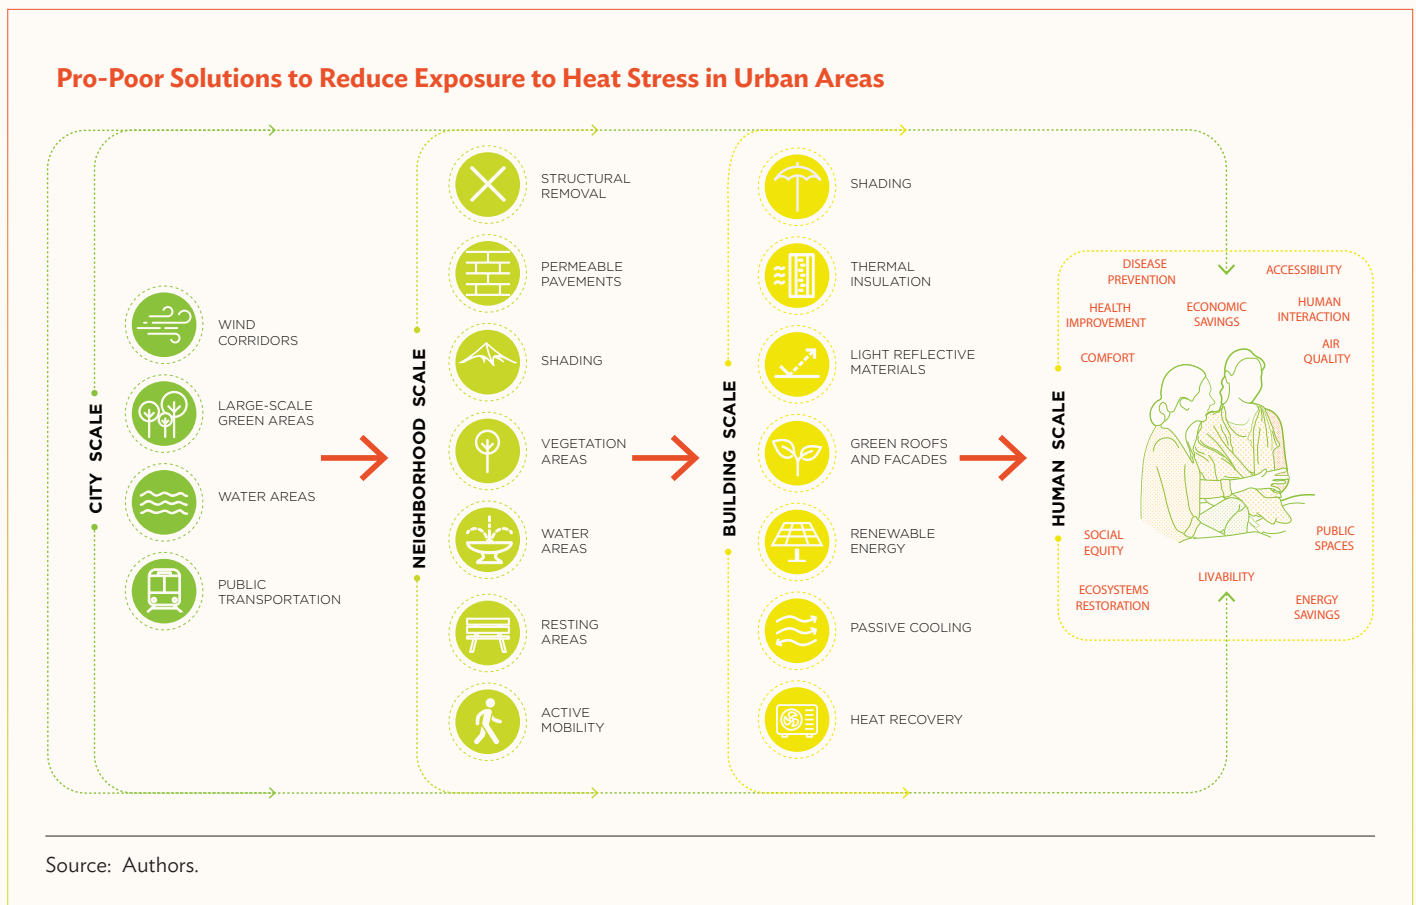 Pro-Poor Solutions to Reduce Exposure to Heat Stress in Urban Areas
CITY SCALE
WIND
CORRIDORS
LARGE-SCALE
GREEN AREAS
WATER AREAS
PUBLIC
TRANSPORTATION
NEIGHBORHOOD SCALE
STRUCTURAL
REMOVAL
PERMEABLE
PAVEMENTS
SHADING
VEGETATION
AREAS
WATER
AREAS
RESTING
AREAS
ACTIVE
MOBILITY
BUILDING SCALE
SHADING
THERMAL
INSULATION
LIGHT REFLECTIVE
MATERIALS
GREEN ROOFS
AND FACADES
RENEWABLE
ENERGY
PASSIVE COOLING
HEAT RECOVERY
HUMAN SCALE
DISEASE
PREVENTION
ACCESSIBILITY
HEALTH
IMPROVEMENT
ECONOMIC
SAVINGS
HUMAN
INTERACTION
COMFORT
AIR
QUALITY
SOCIAL
EQUITY
PUBLIC
SPACES
LIVABILITY
ECOSYSTEMS
RESTORATION
ENERGY
SAVINGS
Source: Authors.